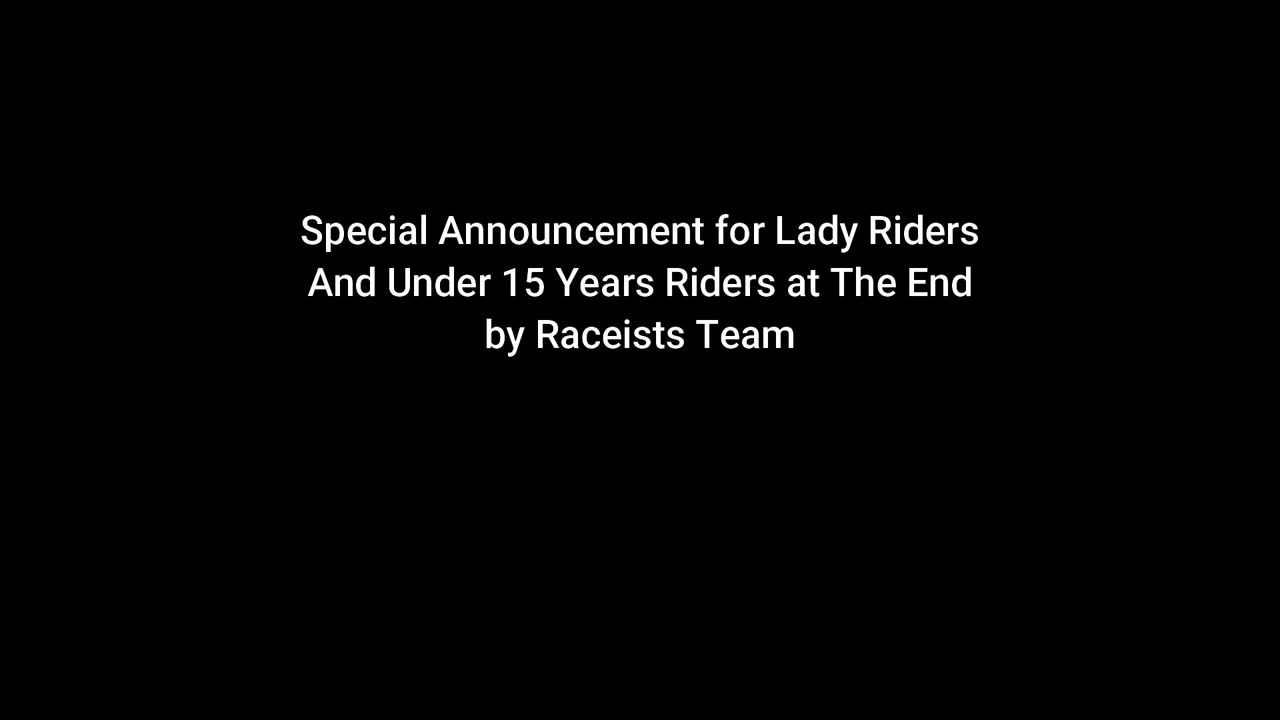 Special Announcement for Lady Riders
And Under 15 Years Riders at The End
by Raceists Team